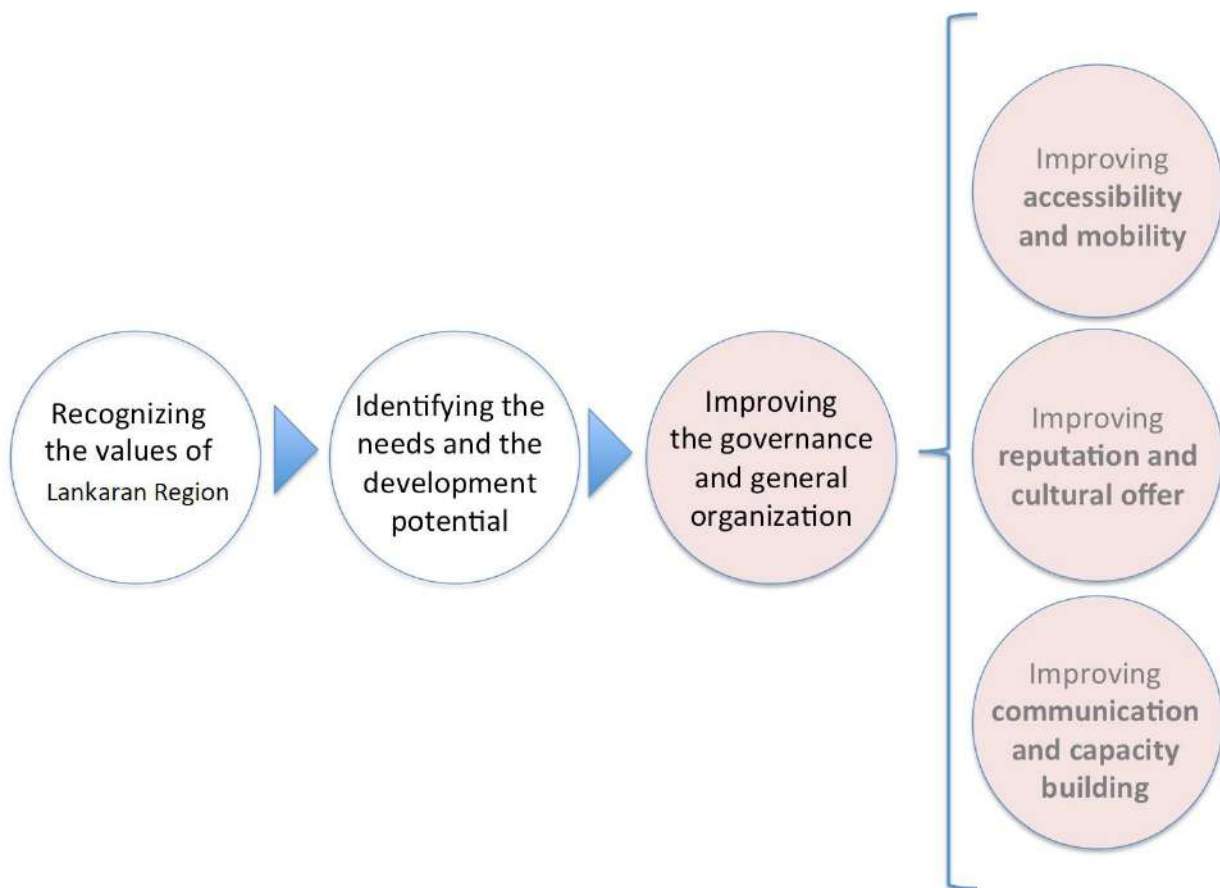 Recognizing
the values of
Lankaran Region
Identifying the
needs and the
development
potential
Improving
the governance
and general
organization
Improving
accessibility
and mobility
Improving
reputation and
cultural offer
Improving
communication
and capacity
building